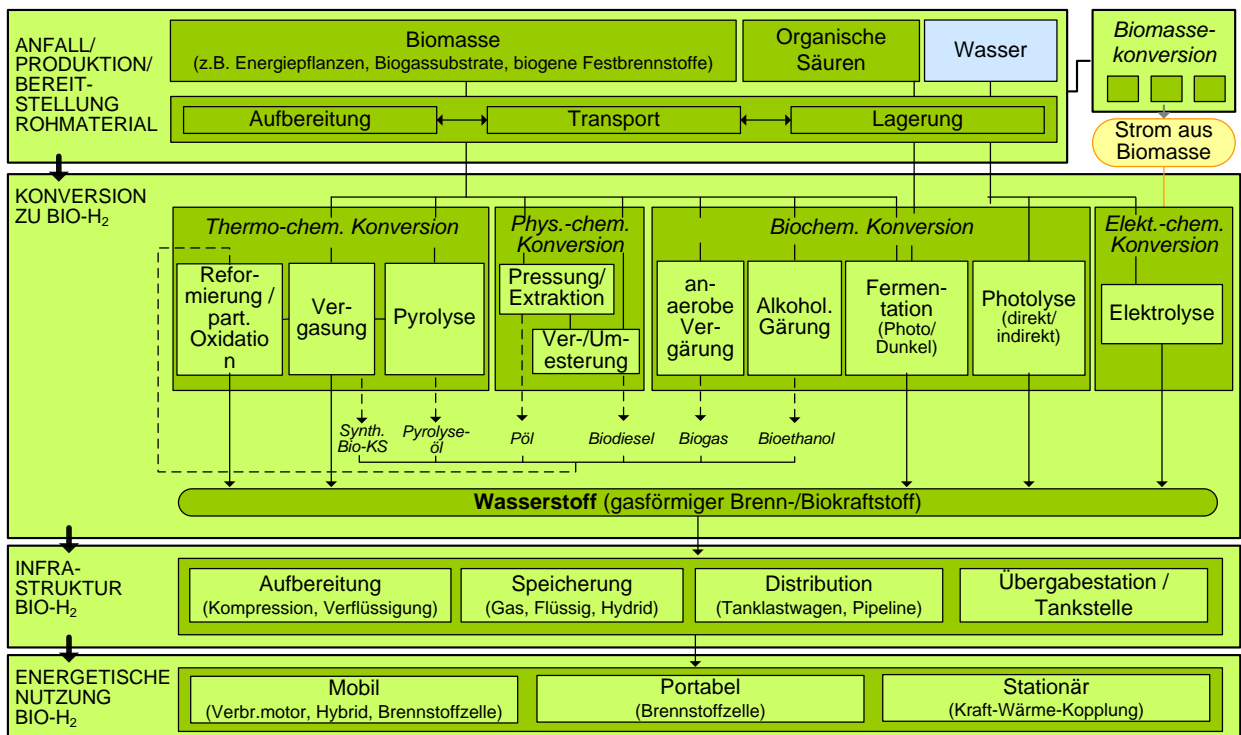 ANFALL/
PRODUKTION/
BEREIT-
STELLUNG
ROHMATERIAL
Biomasse
(z.B. Energiepflanzen, Biogassubstrate, biogene Festbrennstoffe)
Organische
Säuren
Wasser
Biomasse-
konversion
Aufbereitung
Transport
Lagerung
Strom aus
Biomasse
KONVERSION
ZU BIO-H₂
Thermo-chem. Konversion
Phys.-chem.
Konversion
Biochem. Konversion
Elekt.-chem.
Konversion
Refor-
mierung /
part.
Oxidatio
n
Ver-
gasung
Pyrolyse
Pressung/
Extraktion
Ver-/Um-
esterung
an-
aerobe
Ver-
gärung
Alkohol.
Gärung
Fermen-
tation
(Photo/
Dunkel)
Photolyse
(direkt/
indirekt)
Elektrolyse
Synth.
Bio-KS
Pyrolyse-
öl
Pöl
Biodiesel
Biogas
Bioethanol
Wasserstoff (gasförmiger Brenn-/Biokraftstoff)
INFRA-
STRUKTUR
BIO-H₂
Aufbereitung
(Kompression, Verflüssigung)
Speicherung
(Gas, Flüssig, Hydrid)
Distribution
(Tanklastwagen, Pipeline)
Übergabestation /
Tankstelle
ENERGETISCHE
NUTZUNG
BIO-H₂
Mobil
(Verbr.motor, Hybrid, Brennstoffzelle)
Portabel
(Brennstoffzelle)
Stationär
(Kraft-Wärme-Kopplung)